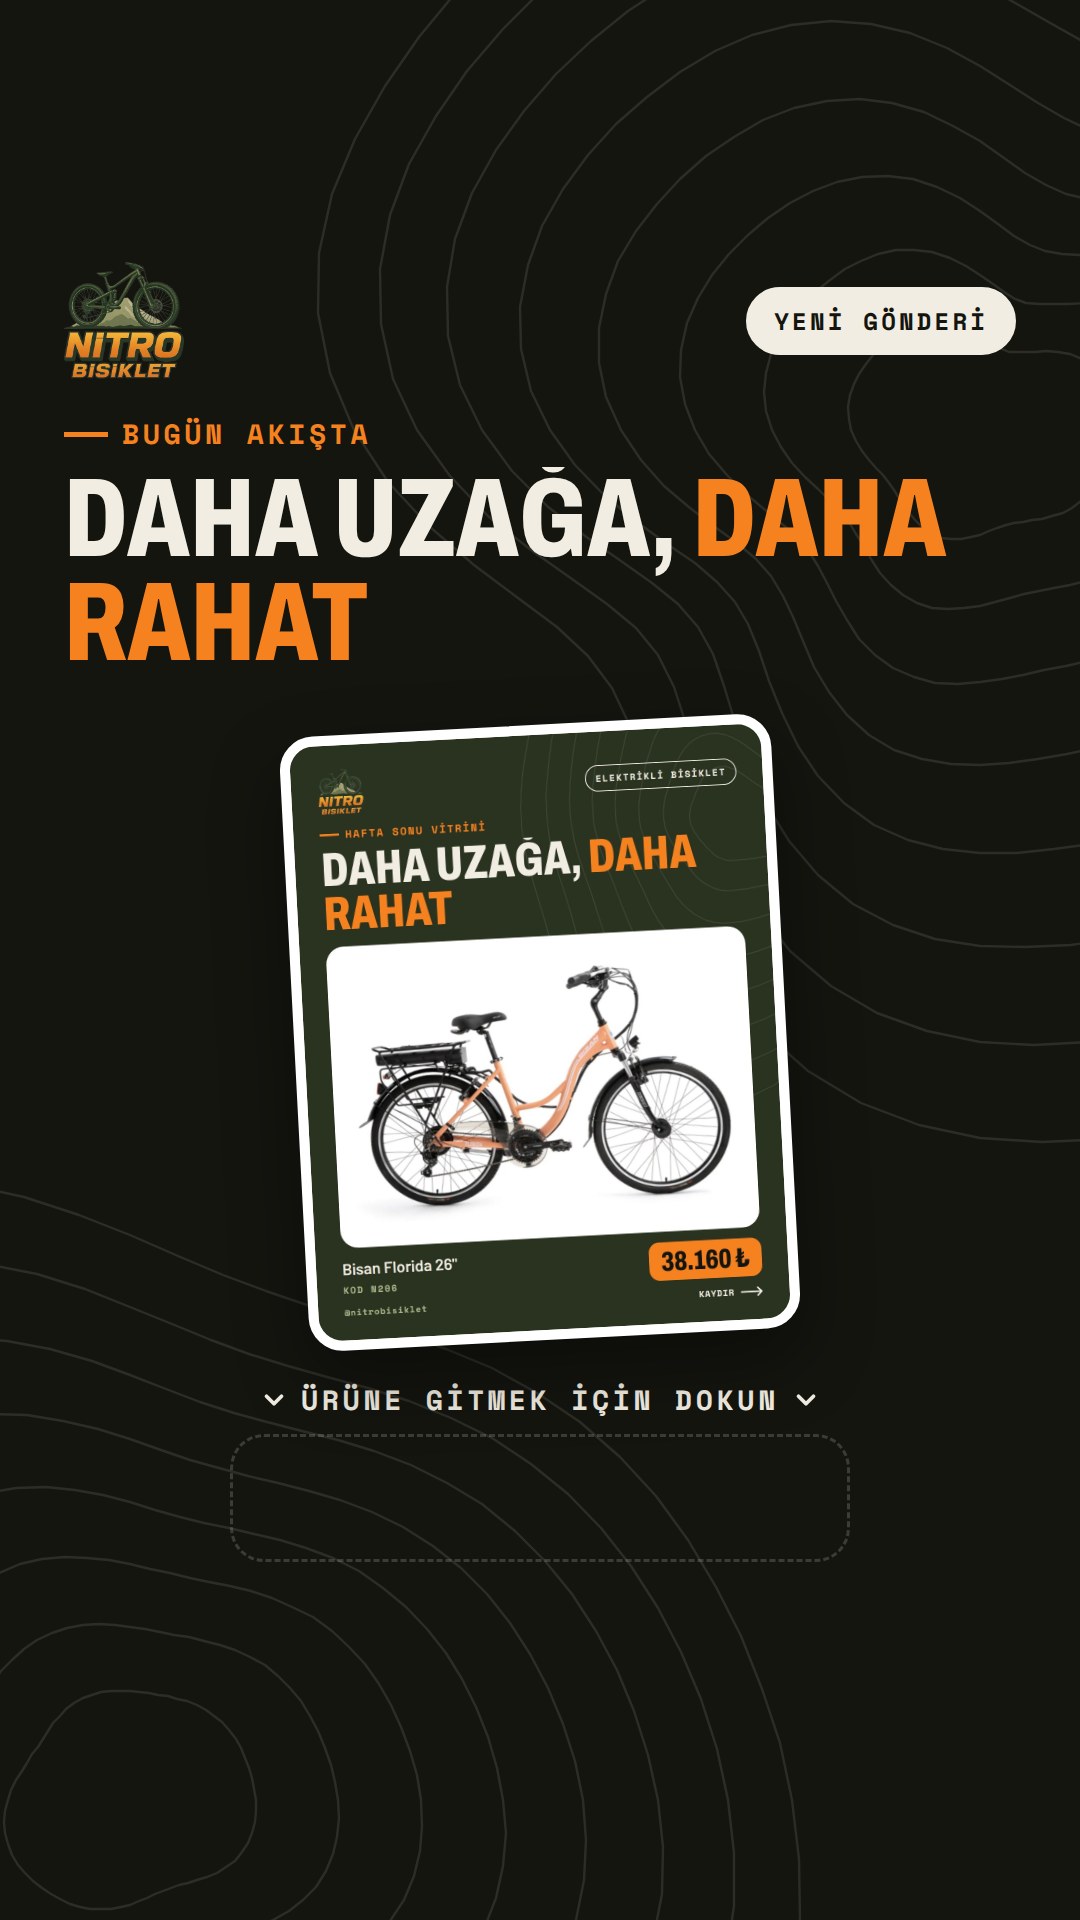 NiTRO
BiSiKLET
YENİ GÖNDERİ
BUGÜN AKIŞTA
DAHA UZAĞA, DAHA
RAHAT
NiTRO
BiSiKLET
ELEKTRİKLİ BİSİKLET
HAFTA SONU VİTRİNİ
DAHA UZAĞA, DAHA
RAHAT
Bisan Florida 26"
38.160 ₺
KOD N206
KAYDIR
@nitrobisiklet
ÜRÜNE GİTMEK İÇİN DOKUN